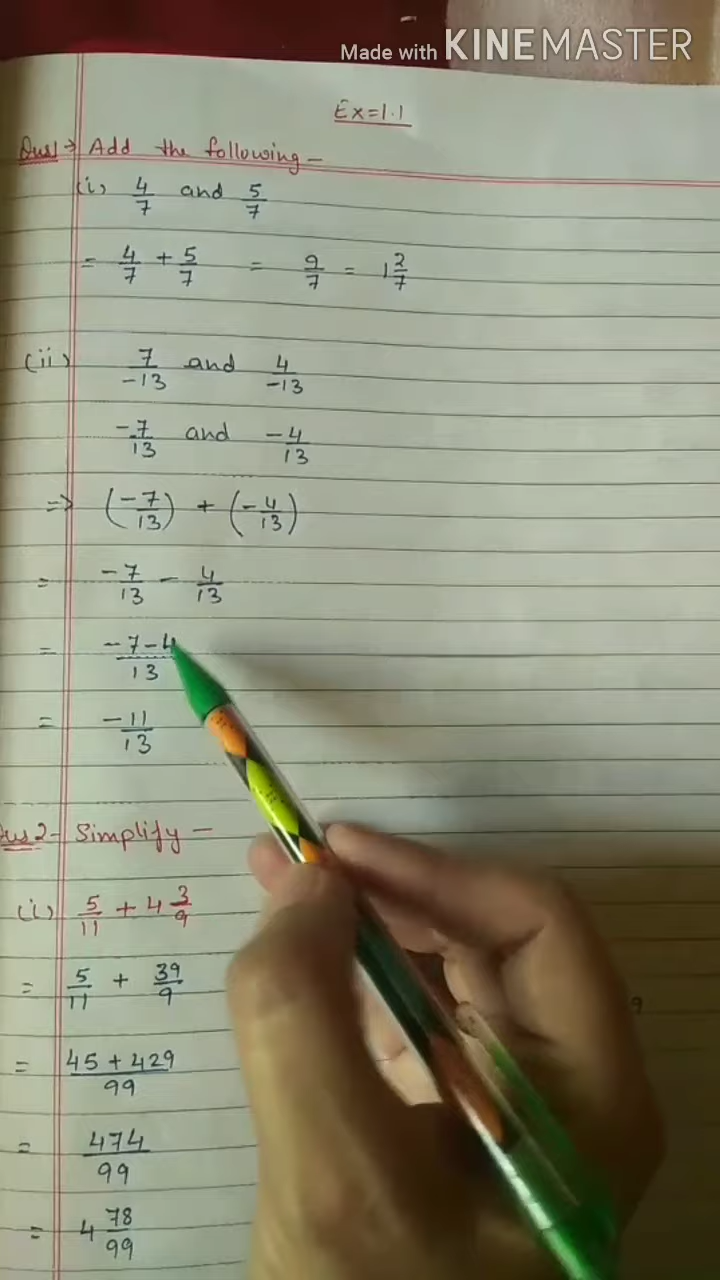 Made with KINEMASTER
Ex=1.1
Qus1→ Add the following-
(i) 4/7 and 5/7
= 4/7 + 5/7 = 9/7 = 1 2/7
(ii) 7/-13 and 4/-13
-7/13 and -4/13
=> (-7/13) + (-4/13)
= -7/13 - 4/13
= -7-4/13
= -11/13
Qus2- Simplify-
(i) 5/11 + 4 3/9
= 5/11 + 39/9
= 45+429/99
= 474/99
= 4 78/99
9